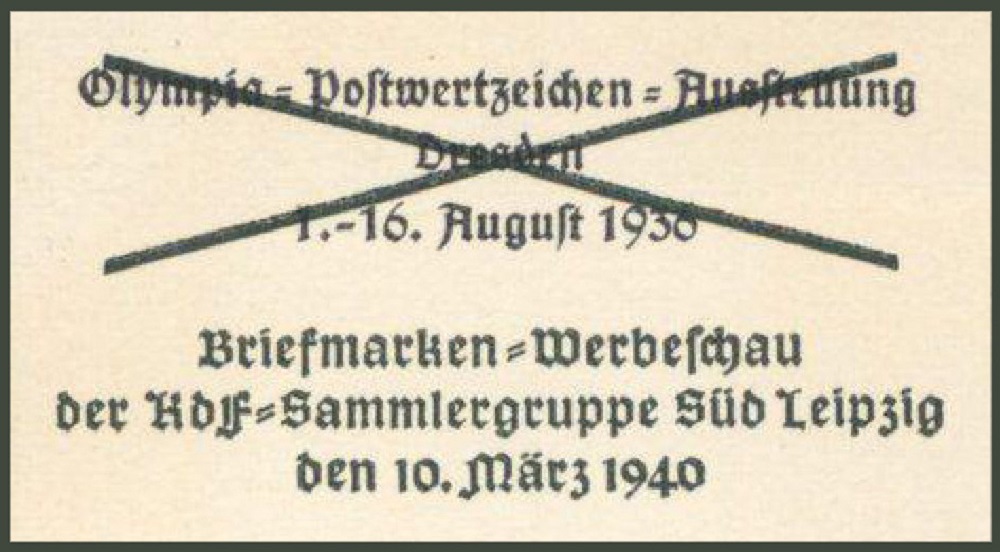 Olympia-Postwertzeichen-Ausstellung
Dresden
1.-16. August 1936
Briefmarken-Werbeschau
der KdF-Sammlergruppe Süd Leipzig
den 10. März 1940